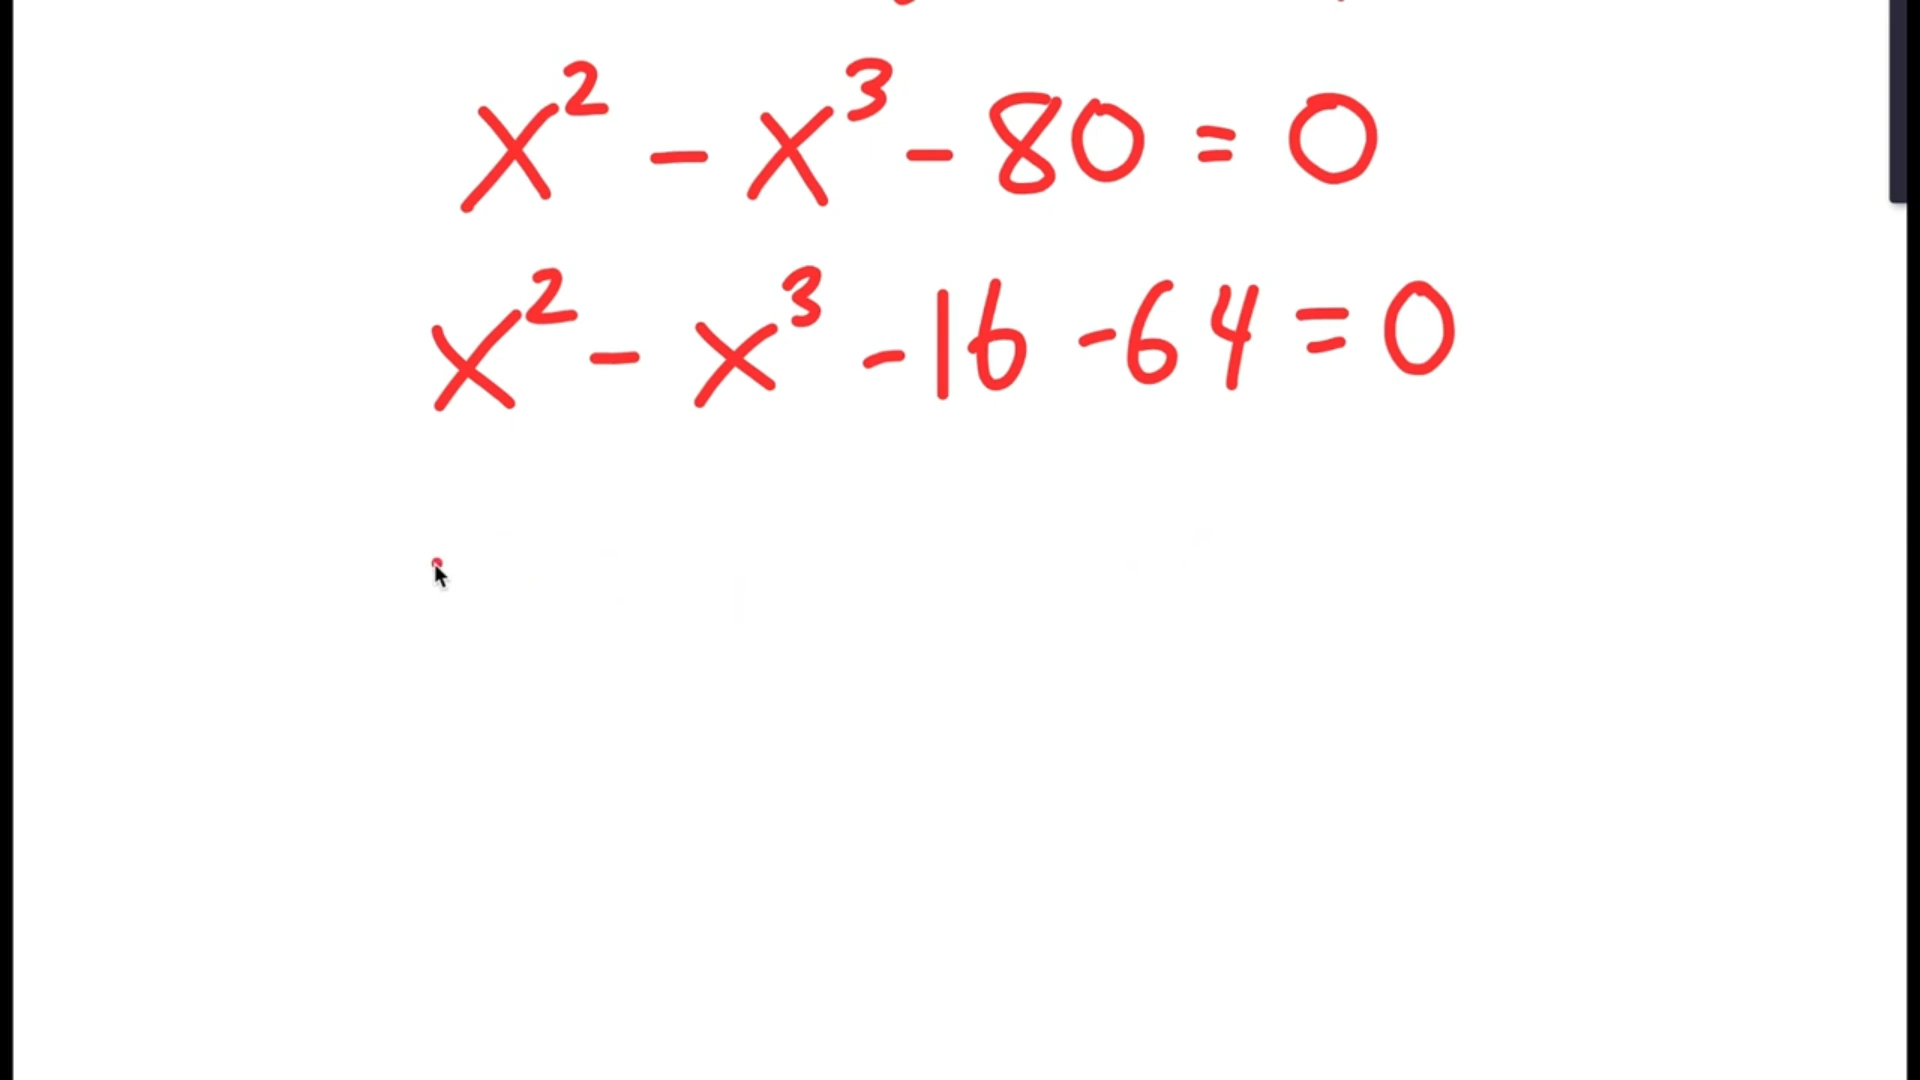 x² - x³ - 80 = 0
x² - x³ - 16 - 64 = 0